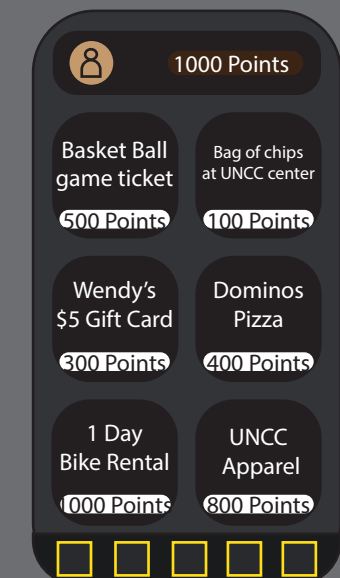 1000 Points
Basket Ball
game ticket
500 Points
Bag of chips
at UNCC center
100 Points
Wendy's
$5 Gift Card
300 Points
Dominos
Pizza
400 Points
1 Day
Bike Rental
1000 Points
UNCC
Apparel
800 Points